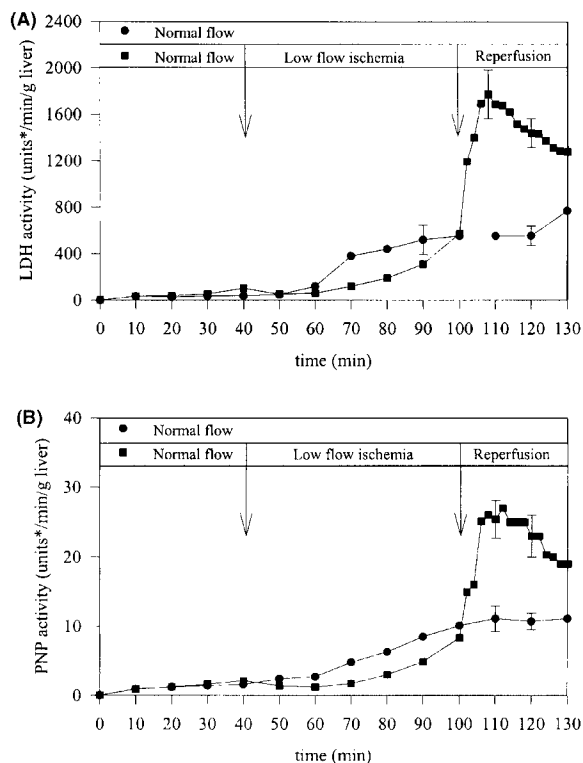 (A)
● Normal flow
■ Normal flow Low flow ischemia Reperfusion
LDH activity (units*/min/g liver)
2400
2000
1600
1200
800
400
0
0 10 20 30 40 50 60 70 80 90 100 110 120 130
time (min)
(B)
● Normal flow
■ Normal flow Low flow ischemia Reperfusion
PNP activity (units*/min/g liver)
40
30
20
10
0
0 10 20 30 40 50 60 70 80 90 100 110 120 130
time (min)